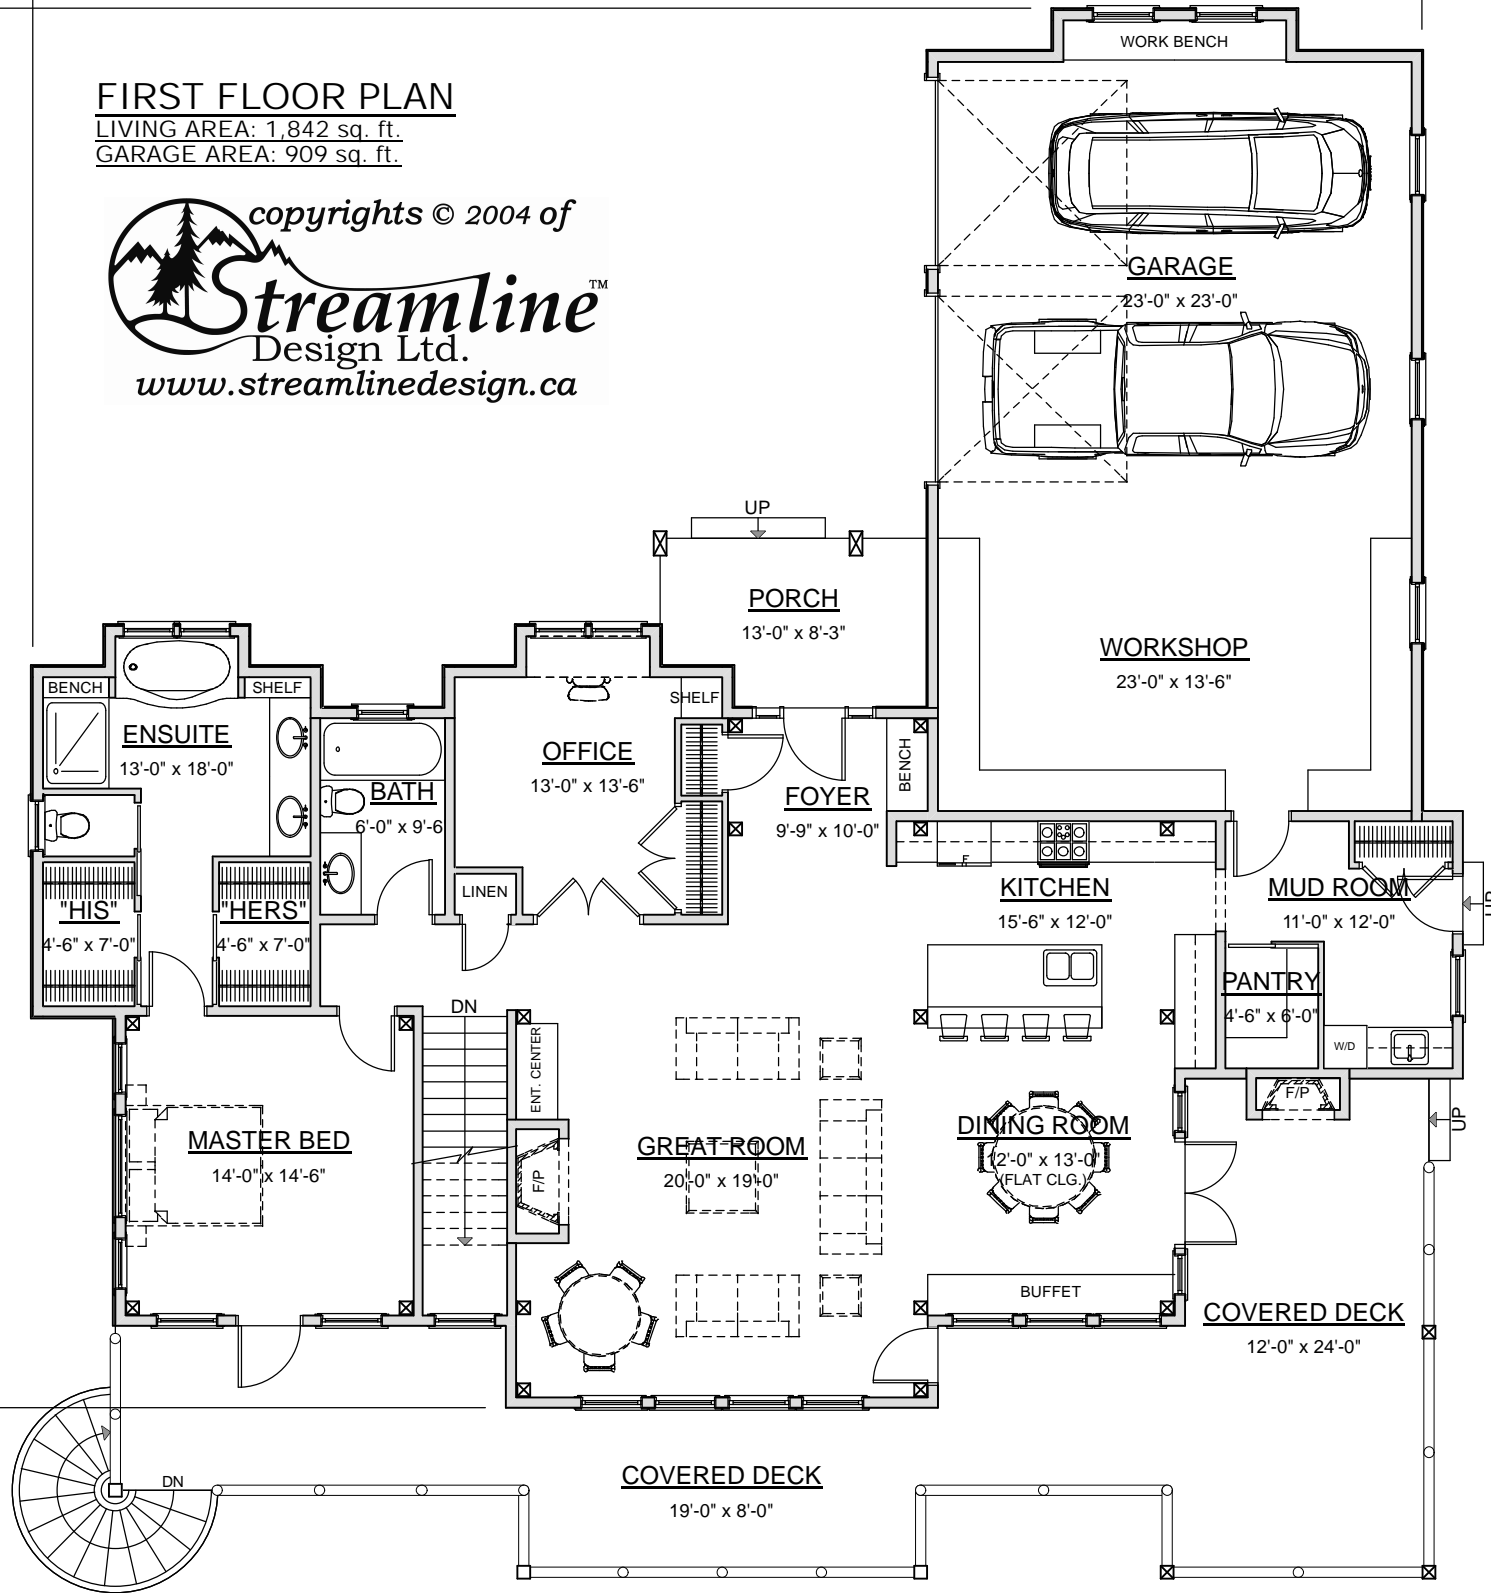 FIRST FLOOR PLAN
LIVING AREA: 1,842 sq. ft.
GARAGE AREA: 909 sq. ft.
copyrights © 2004 of
Streamline™
Design Ltd.
www.streamlinedesign.ca
WORK BENCH
GARAGE
23'-0" x 23'-0"
UP
PORCH
13'-0" x 8'-3"
WORKSHOP
23'-0" x 13'-6"
BENCH
SHELF
ENSUITE
13'-0" x 18'-0"
BATH
6'-0" x 9'-6
SHELF
OFFICE
13'-0" x 13'-6"
BENCH
FOYER
9'-9" x 10'-0"
LINEN
"HIS"
4'-6" x 7'-0"
"HERS"
4'-6" x 7'-0"
F
KITCHEN
15'-6" x 12'-0"
MUD ROOM
11'-0" x 12'-0"
UP
PANTRY
4'-6" x 6'-0"
W/D
DN
ENT. CENTER
F/P
MASTER BED
14'-0" x 14'-6"
GREAT ROOM
20'-0" x 19'-0"
DINING ROOM
12'-0" x 13'-0"
(FLAT CLG.
F/P
UP
BUFFET
COVERED DECK
12'-0" x 24'-0"
DN
COVERED DECK
19'-0" x 8'-0"